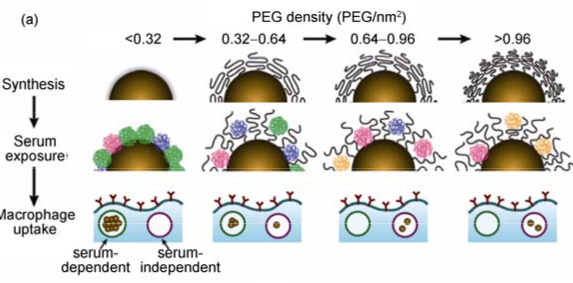 (a)
PEG density (PEG/nm²)
<0.32
0.32–0.64
0.64–0.96
>0.96
Synthesis
Serum
exposure
Macrophage
uptake
serum-
dependent
serum-
independent